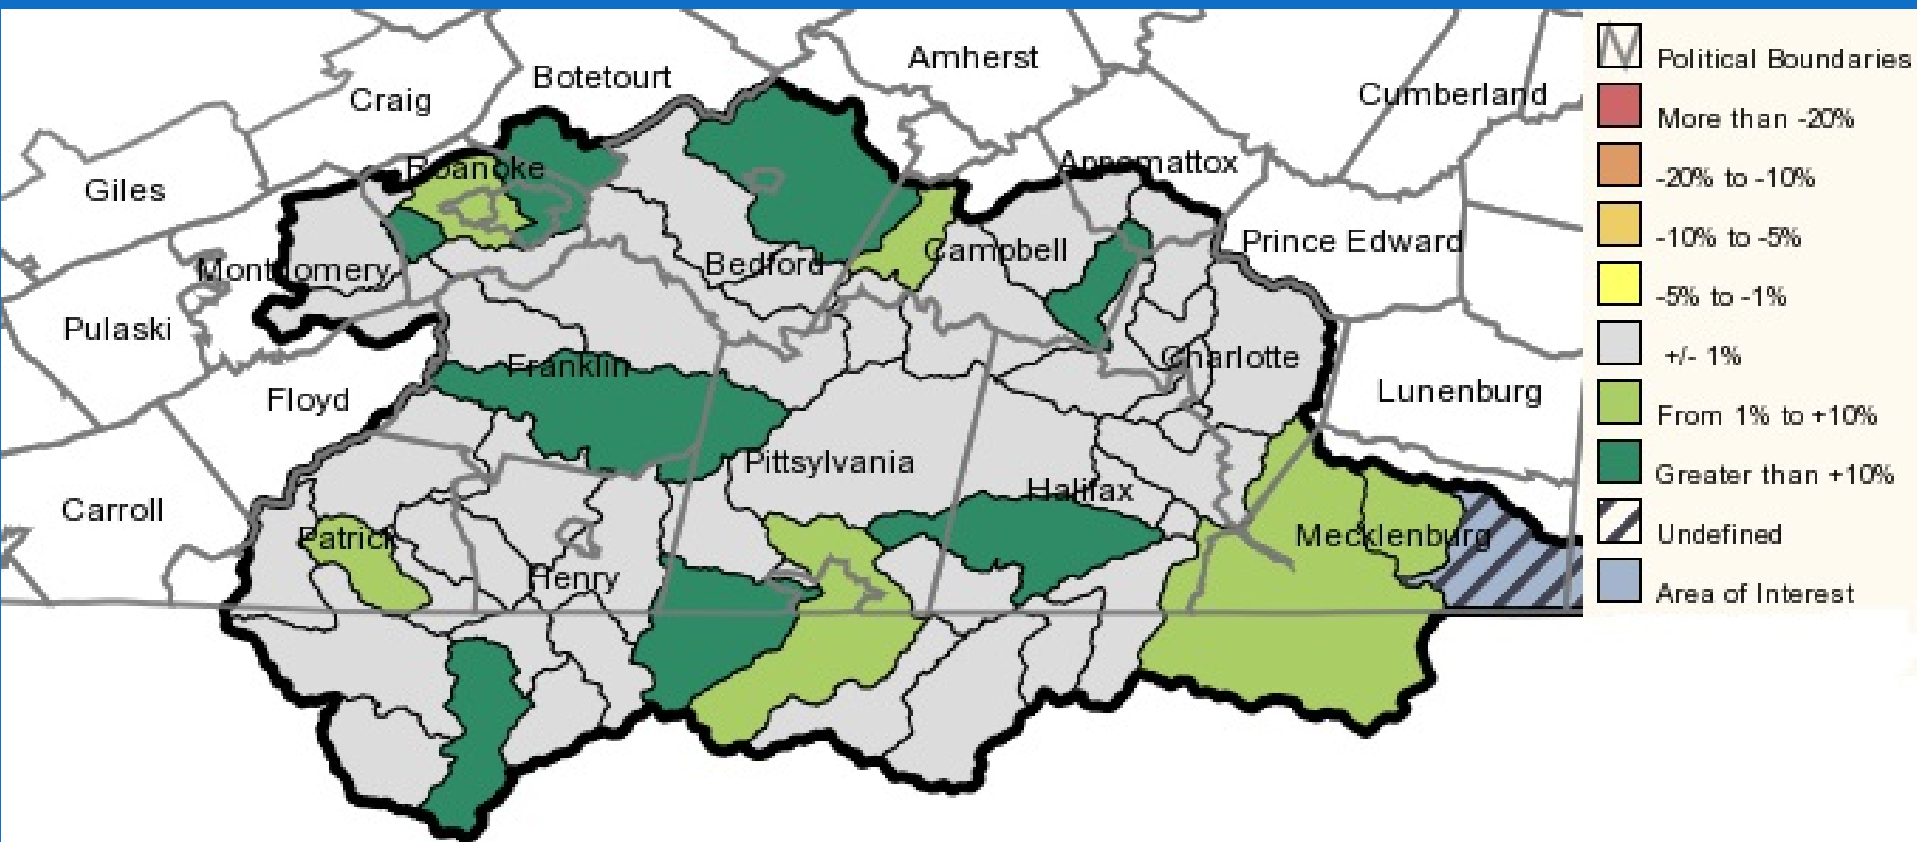 Amherst
Botetourt
Craig
Cumberland
Roanoke
Appomattox
Giles
Prince Edward
Campbell
Bedford
Montgomery
Pulaski
Charlotte
Franklin
Floyd
Lunenburg
Pittsylvania
Halifax
Carroll
Patrick
Mecklenburg
Henry
Political Boundaries
More than -20%
-20% to -10%
-10% to -5%
-5% to -1%
+/- 1%
From 1% to +10%
Greater than +10%
Undefined
Area of Interest